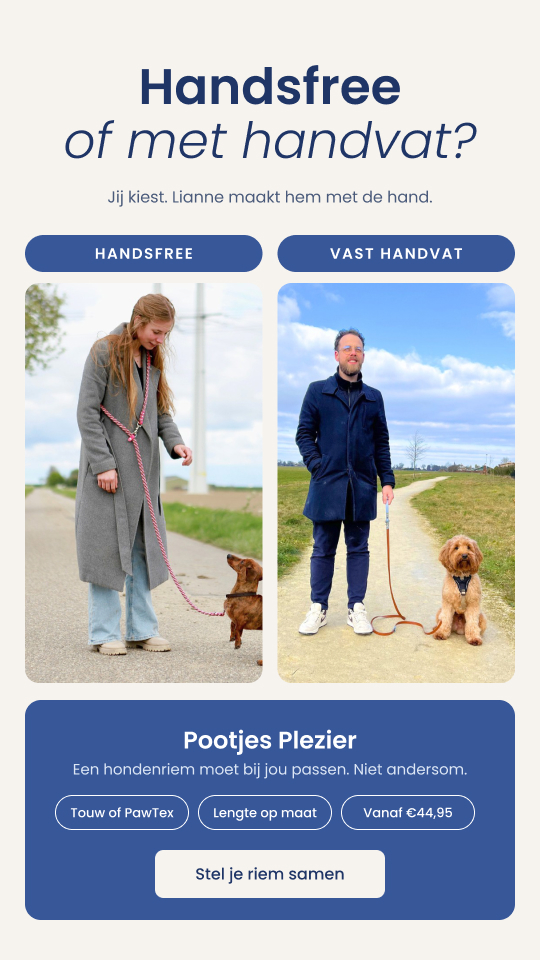 Handsfree
of met handvat?
Jij kiest. Lianne maakt hem met de hand.
HANDSFREE
VAST HANDVAT
Pootjes Plezier
Een hondenriem moet bij jou passen. Niet andersom.
Touw of PawTex
Lengte op maat
Vanaf €44,95
Stel je riem samen